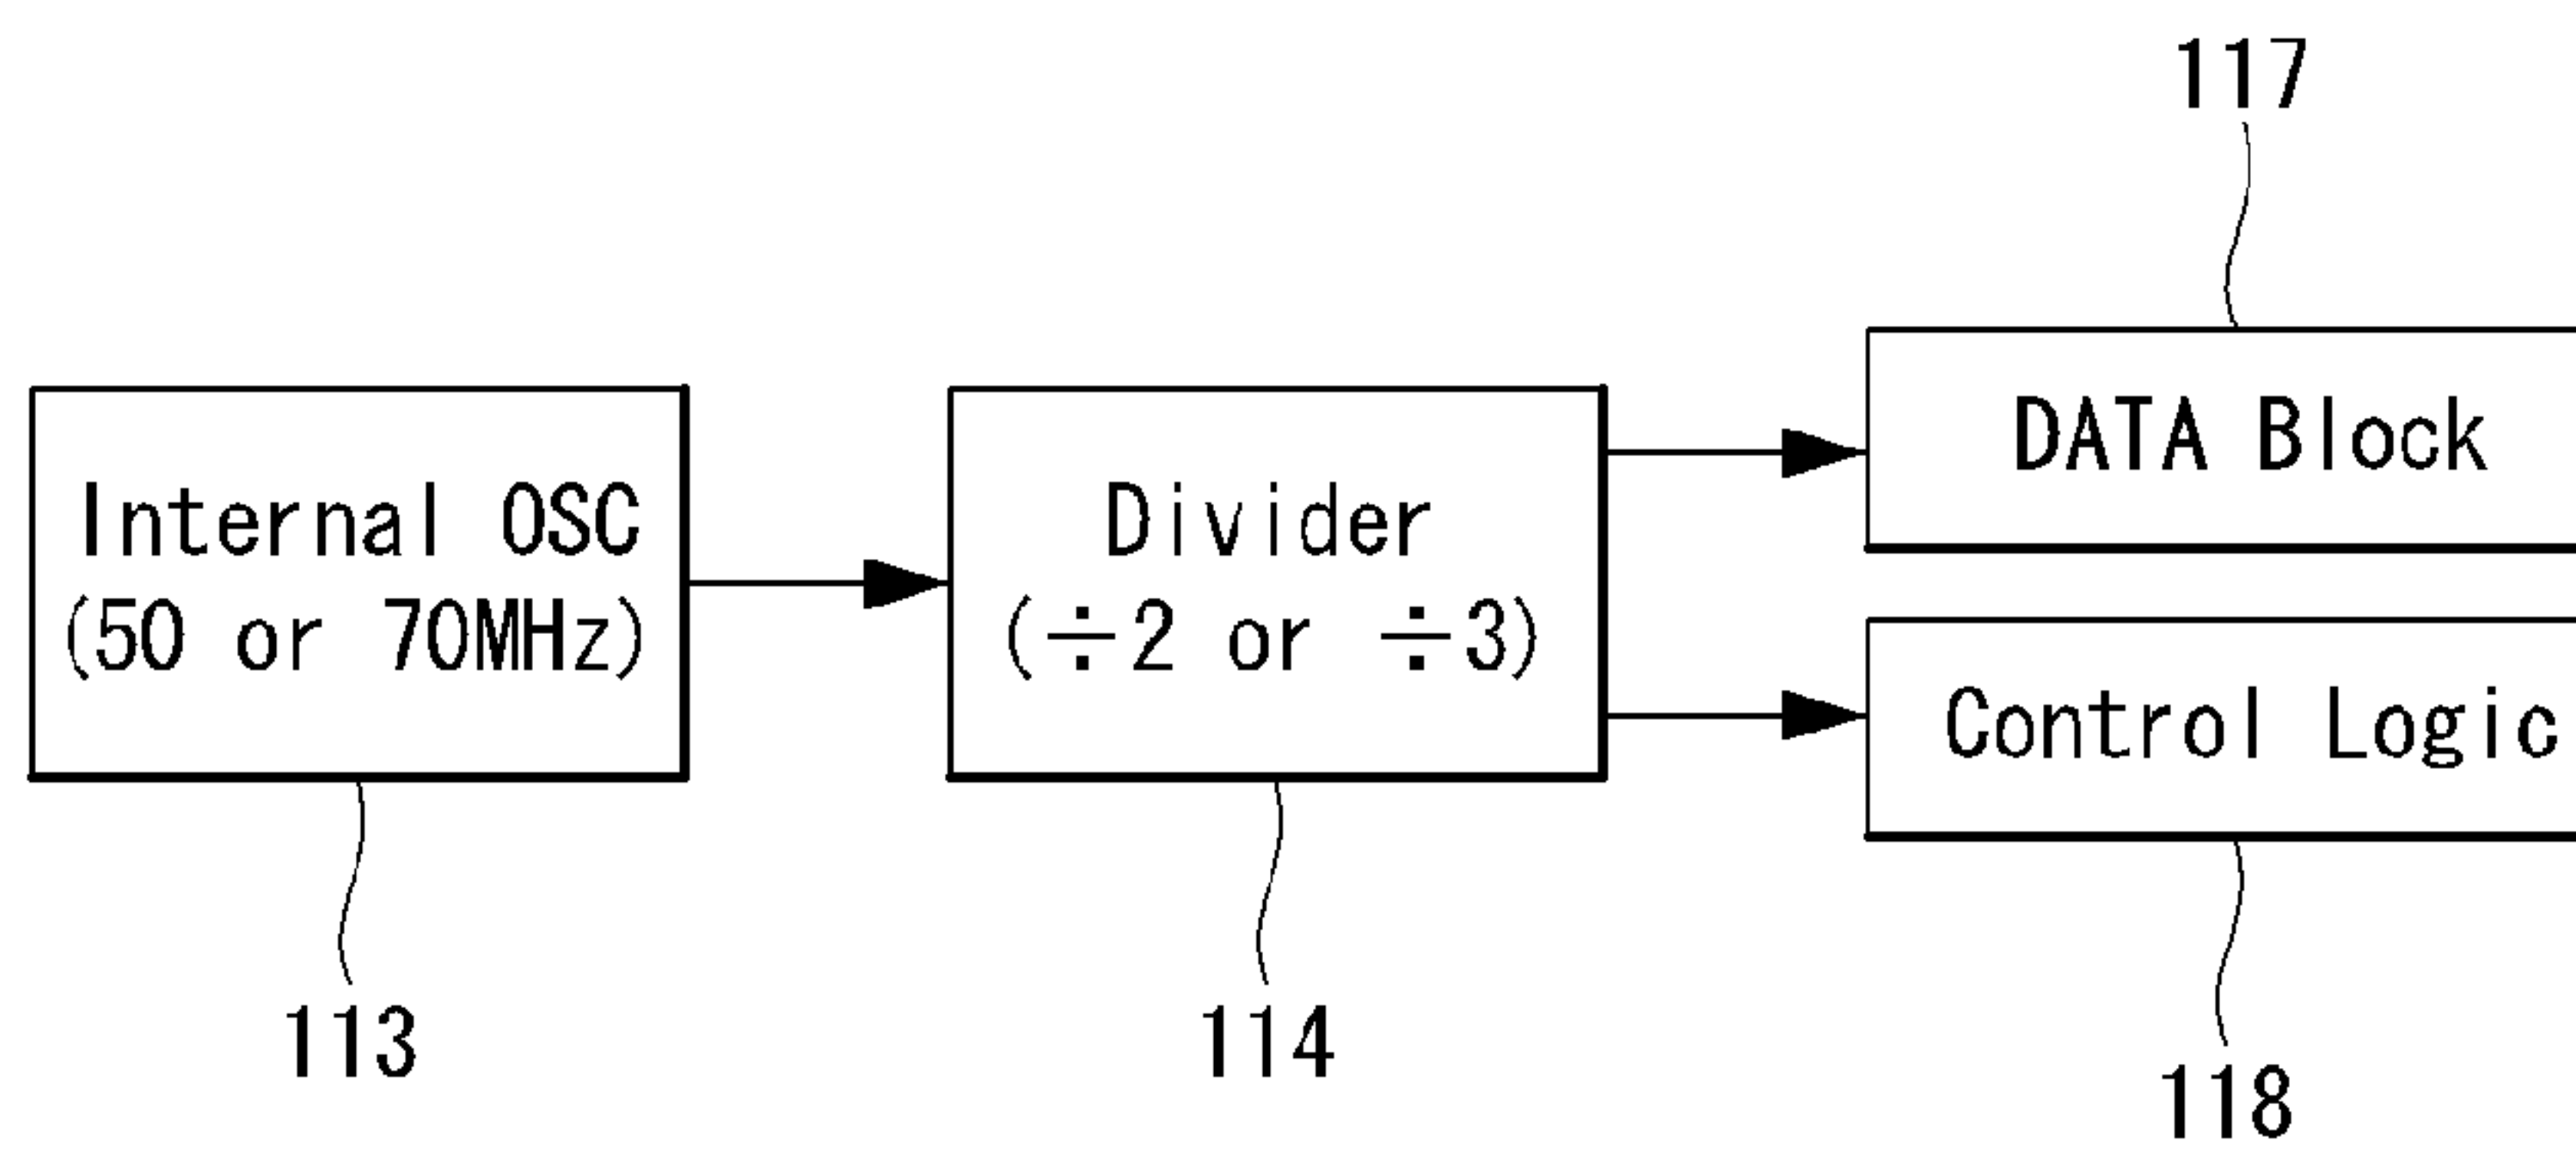 117
DATA Block
Internal OSC
(50 or 70MHz)
Divider
(÷2 or ÷3)
Control Logic
113
114
118